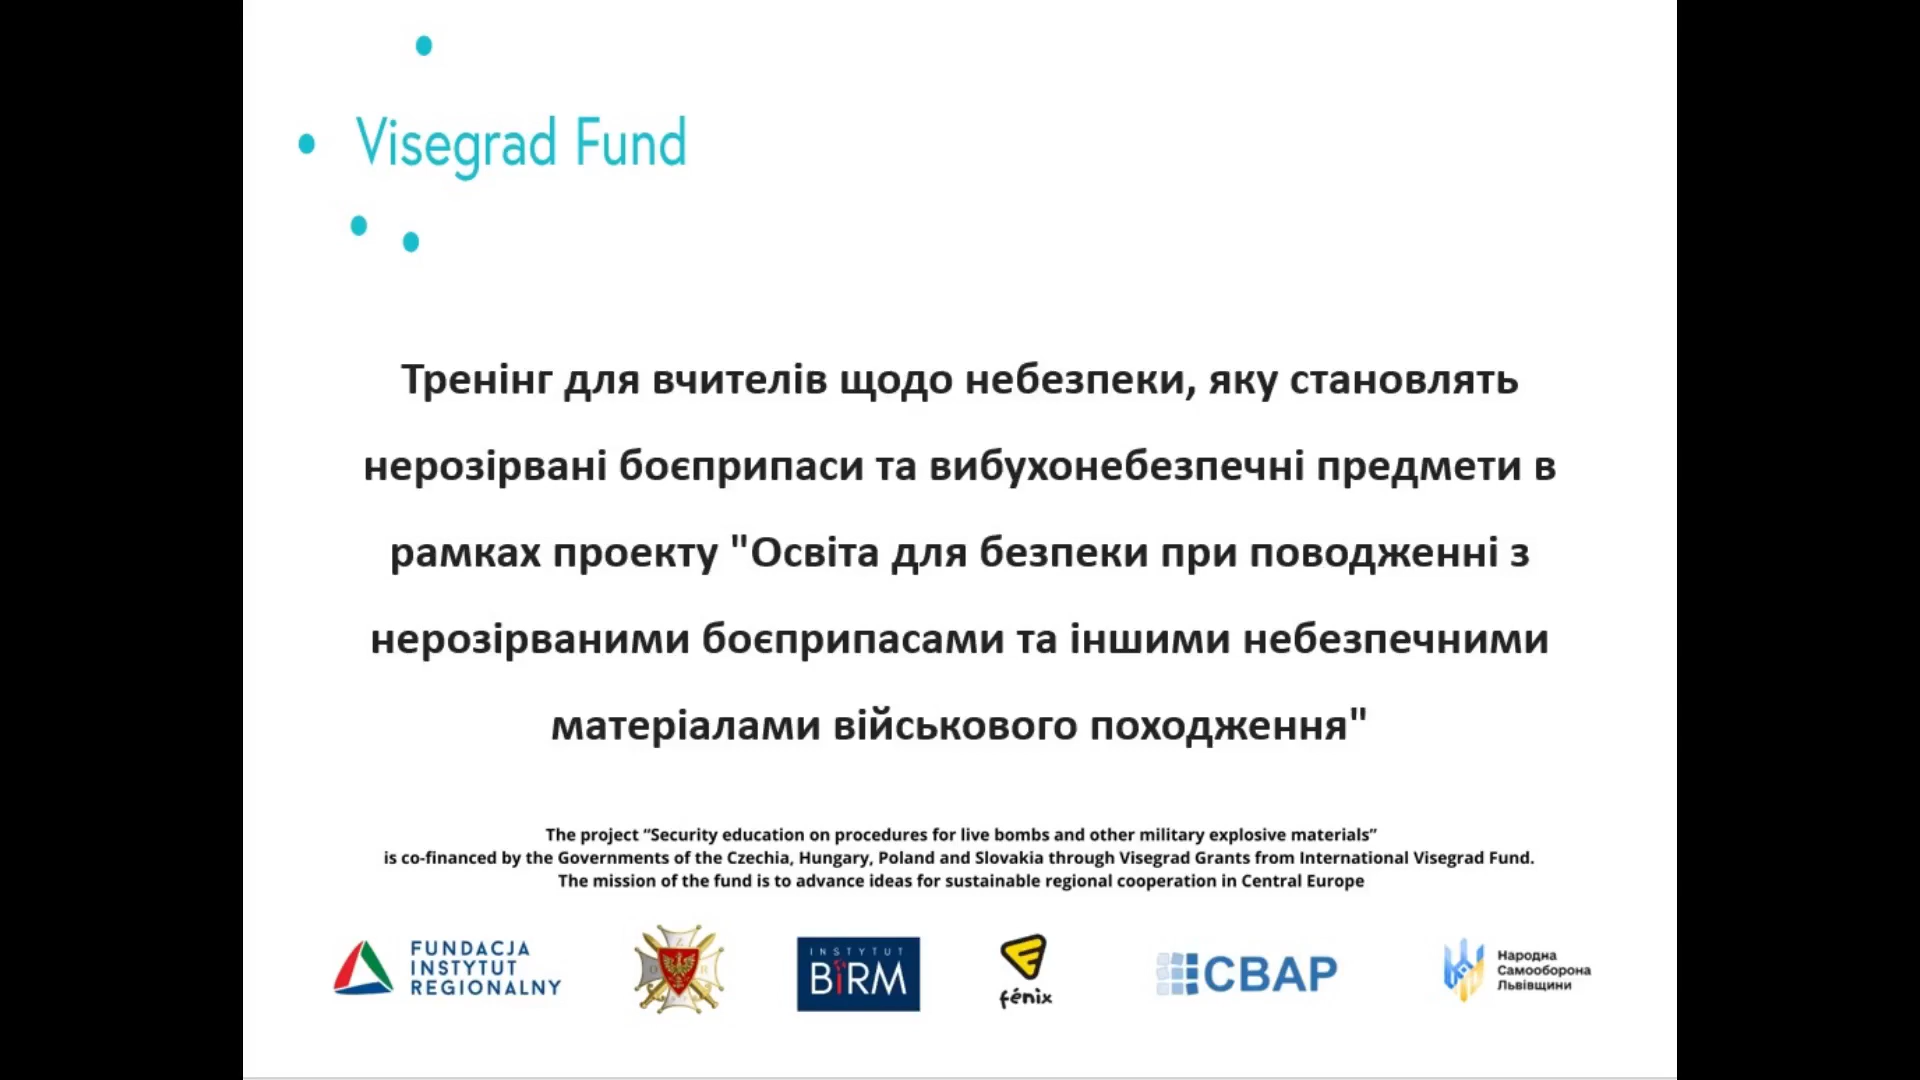 Visegrad Fund
Тренінг для вчителів щодо небезпеки, яку становлять
нерозірвані боєприпаси та вибухонебезпечні предмети в
рамках проекту "Освіта для безпеки при поводженні з
нерозірваними боєприпасами та іншими небезпечними
матеріалами військового походження"
The project “Security education on procedures for live bombs and other military explosive materials”
is co-financed by the Governments of the Czechia, Hungary, Poland and Slovakia through Visegrad Grants from International Visegrad Fund.
The mission of the fund is to advance ideas for sustainable regional cooperation in Central Europe
FUNDACJA
INSTYTUT
REGIONALNY
INSTYTUT
BiRM
fénix
CBAP
Народна
Самооборона
Львівщини